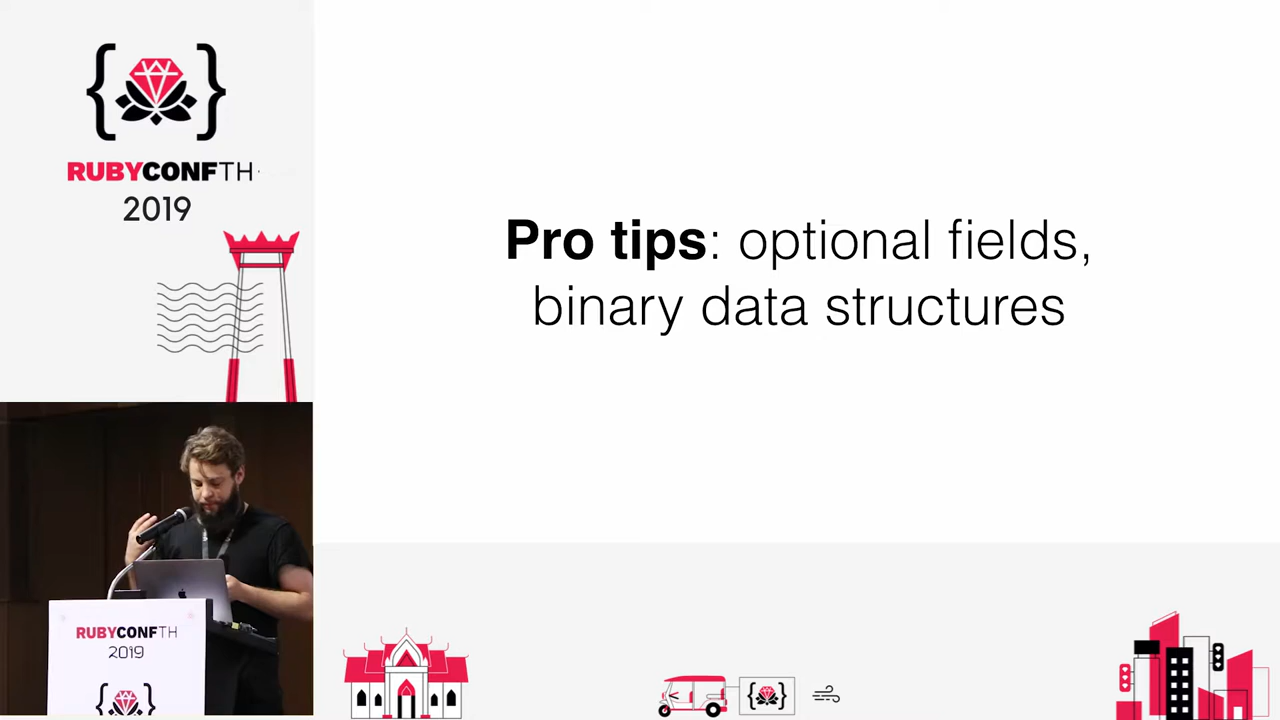 RUBYCONFTH
2019
Pro tips: optional fields,
binary data structures
RUBYCONFTH
2019